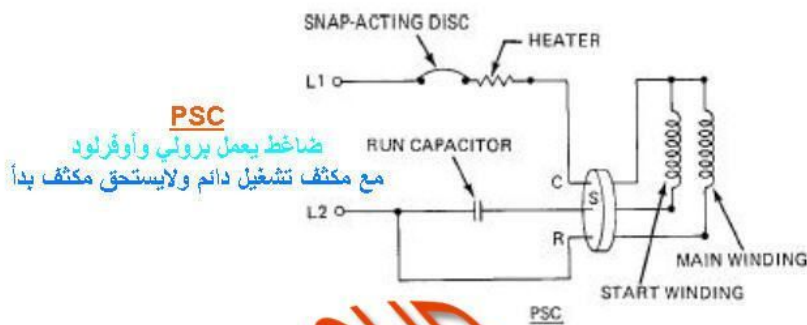 SNAP-ACTING DISC
HEATER
L1
PSC
ضاغط يعمل برولي وأوفرلود
مع مكثف تشغيل دائم ولايستحق مكثف بدأ
RUN CAPACITOR
C
S
L2
R
MAIN WINDING
START WINDING
PSC